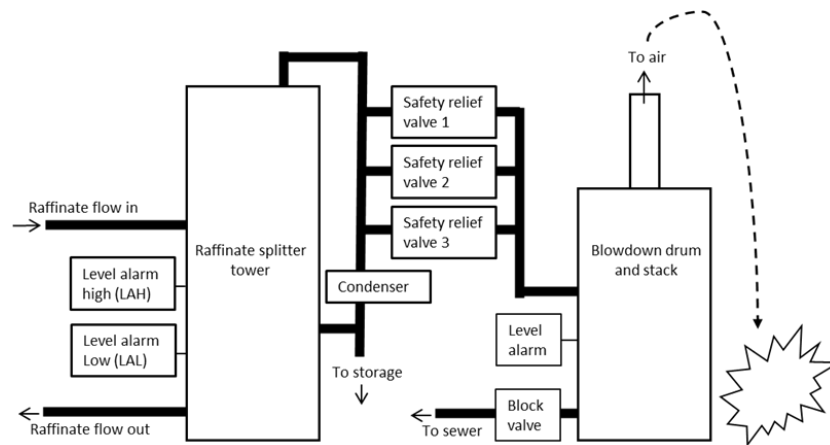 To air
Safety relief
valve 1
Safety relief
valve 2
Raffinate flow in
Safety relief
valve 3
Raffinate splitter
tower
Blowdown drum
and stack
Level alarm
high (LAH)
Condenser
Level
alarm
Level alarm
Low (LAL)
To storage
Raffinate flow out
To sewer
Block
valve